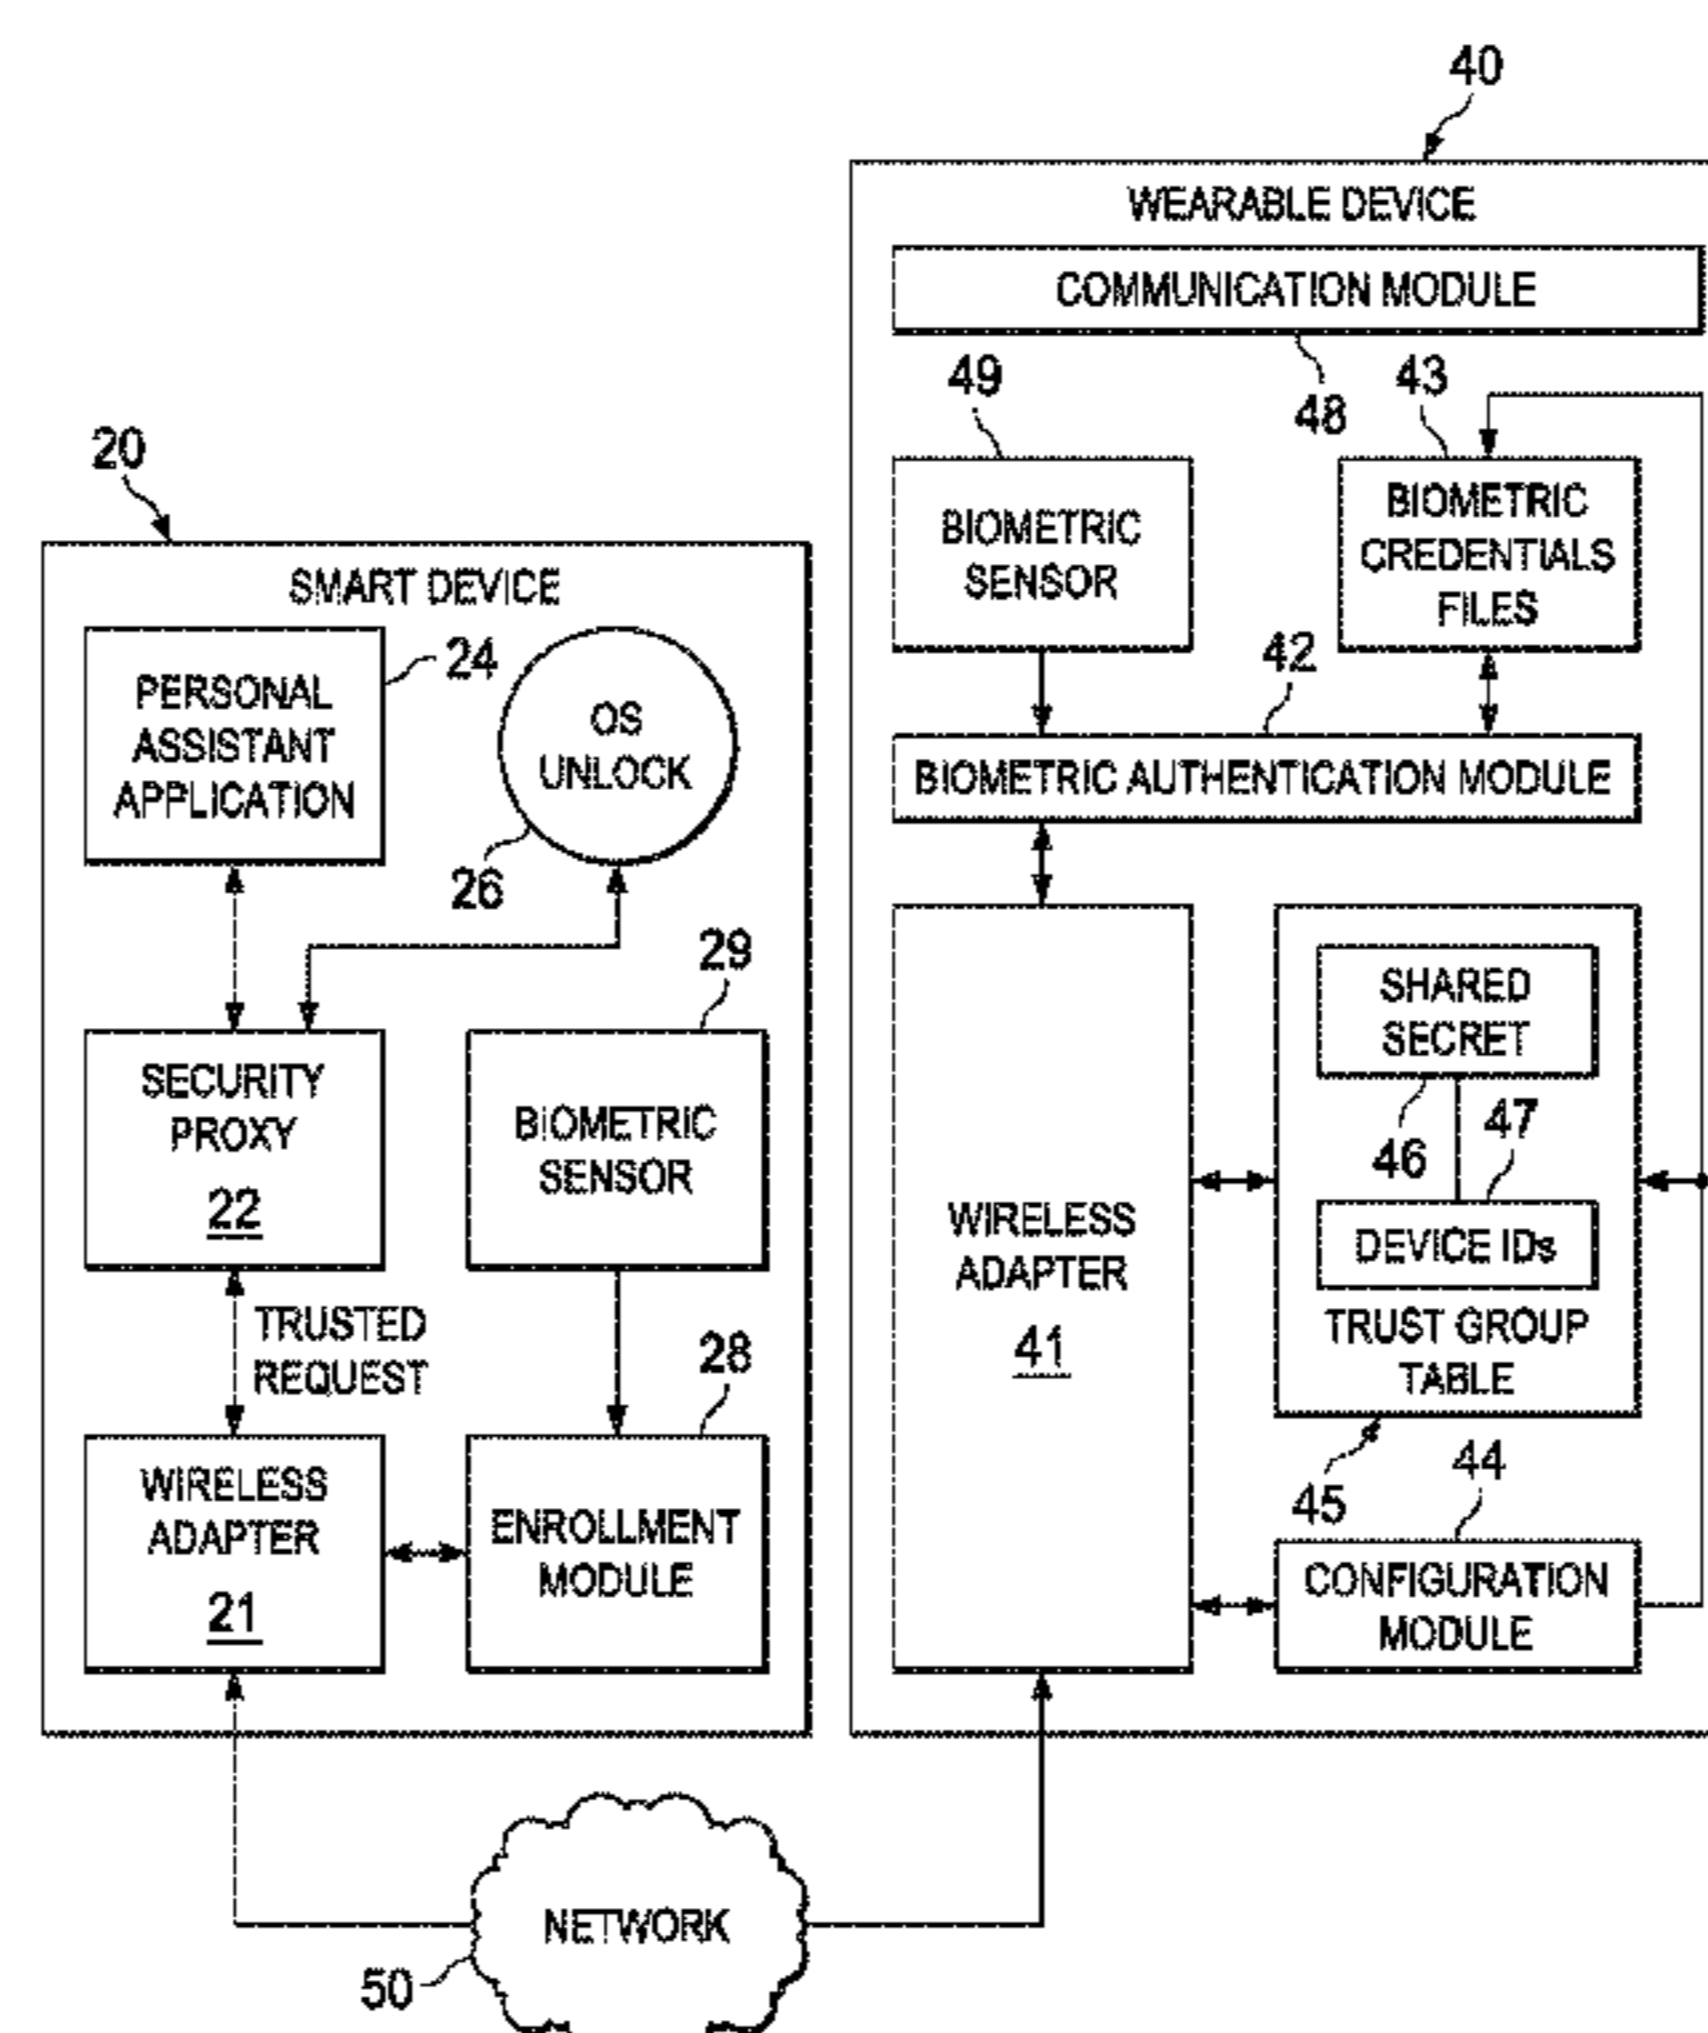 40
WEARABLE DEVICE
COMMUNICATION MODULE
48
49
BIOMETRIC
SENSOR
43
BIOMETRIC
CREDENTIALS
FILES
42
BIOMETRIC AUTHENTICATION MODULE
WIRELESS
ADAPTER
41
SHARED
SECRET
46
47
DEVICE IDs
TRUST GROUP
TABLE
45
44
CONFIGURATION
MODULE
20
SMART DEVICE
PERSONAL
ASSISTANT
APPLICATION
24
OS
UNLOCK
26
SECURITY
PROXY
22
29
BIOMETRIC
SENSOR
TRUSTED
REQUEST
28
WIRELESS
ADAPTER
21
ENROLLMENT
MODULE
NETWORK
50